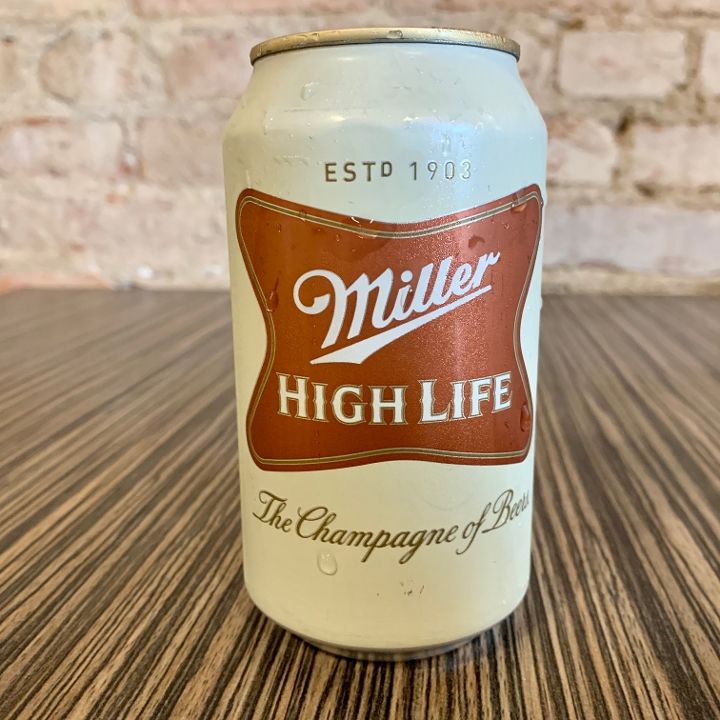 ESTD 1903
Miller
HIGH LIFE
The Champagne of Beers